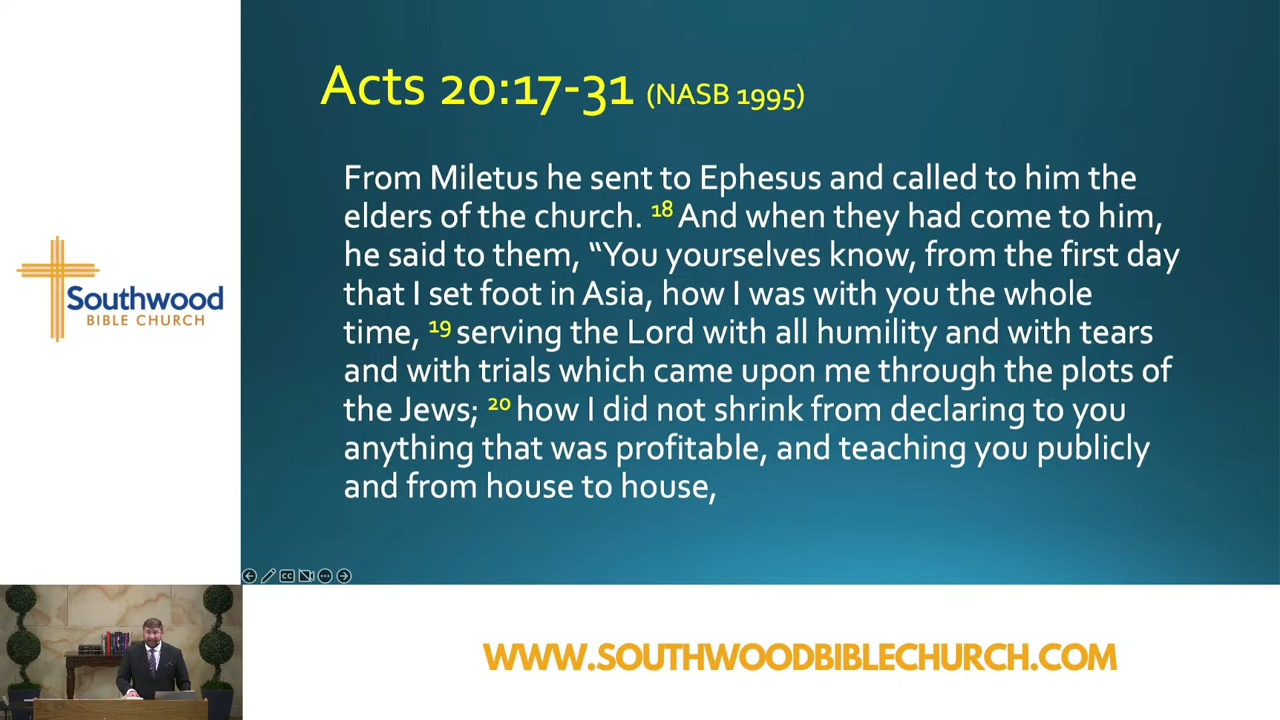 Acts 20:17-31 (NASB 1995)
From Miletus he sent to Ephesus and called to him the
elders of the church. 18 And when they had come to him,
he said to them, “You yourselves know, from the first day
that I set foot in Asia, how I was with you the whole
time, 19 serving the Lord with all humility and with tears
and with trials which came upon me through the plots of
the Jews; 20 how I did not shrink from declaring to you
anything that was profitable, and teaching you publicly
and from house to house,
Southwood
BIBLE CHURCH
CC
WWW.SOUTHWOODBIBLECHURCH.COM